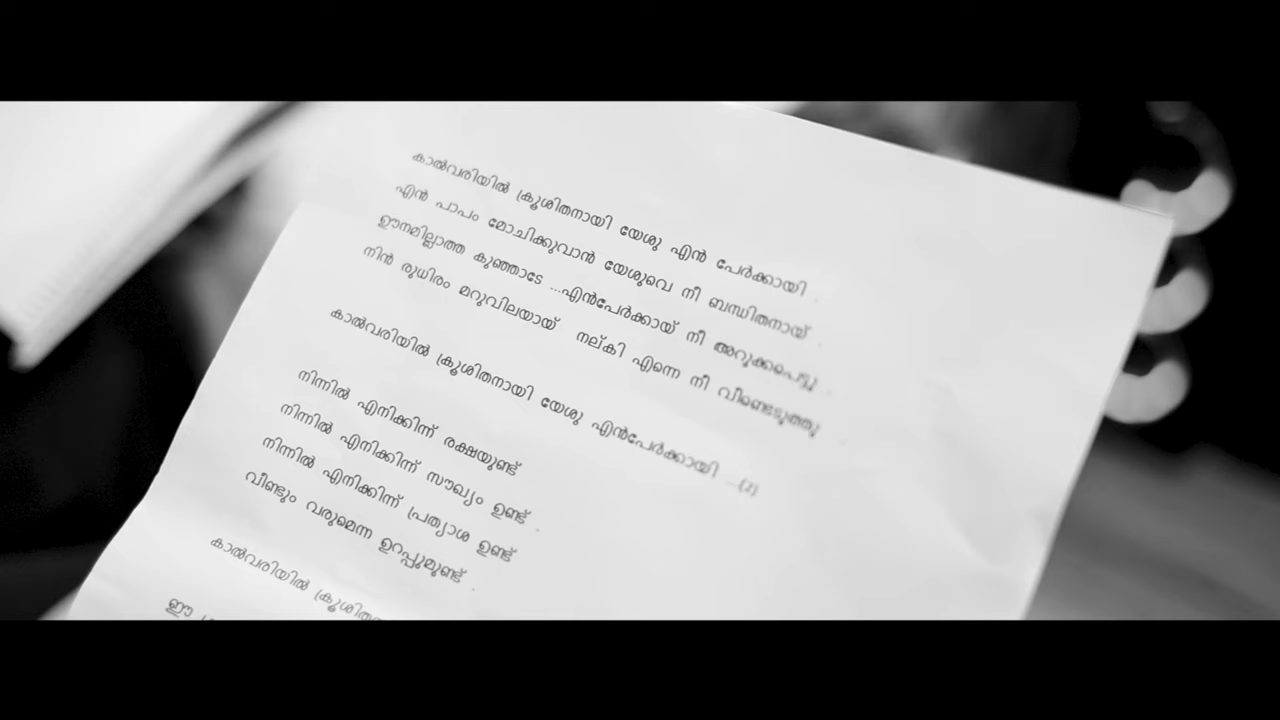 കാൽവരിയിൽ ക്രൂശിതനായി യേശു എൻ പേർക്കായി .
എൻ പാപം മോചിക്കുവാൻ യേശുവെ നീ ബന്ധിതനായ് .
ഊനമില്ലാത്ത കുഞ്ഞാടേ ...എൻപേർക്കായ് നീ അറുക്കപെട്ടു .
നിൻ രുധിരം മറുവിലയായ് നല്കി എന്നെ നീ വീണ്ടെടുത്തു .
കാൽവരിയിൽ ക്രൂശിതനായി യേശു എൻപേർക്കായി ...(2)
നിന്നിൽ എനിക്കിന്ന് രക്ഷയുണ്ട്
നിന്നിൽ എനിക്കിന്ന് സൗഖ്യം ഉണ്ട് .
നിന്നിൽ എനിക്കിന്ന് പ്രത്യാശ ഉണ്ട്
വീണ്ടും വരുമെന്ന ഉറപ്പുമുണ്ട് .
കാൽവരിയിൽ
ഈ